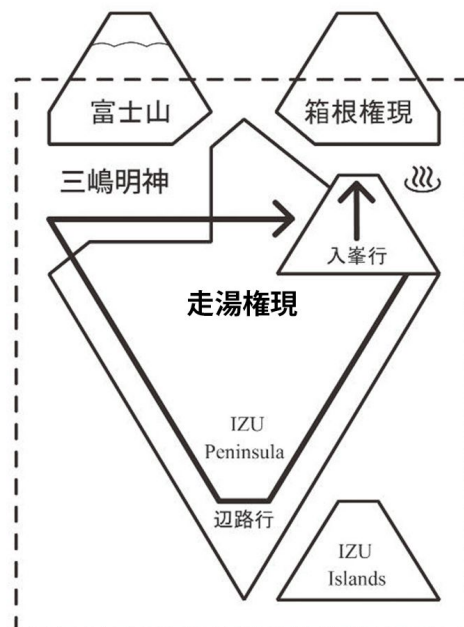 富士山
箱根権現
三嶋明神
入峯行
走湯権現
IZU
Peninsula
辺路行
IZU
Islands